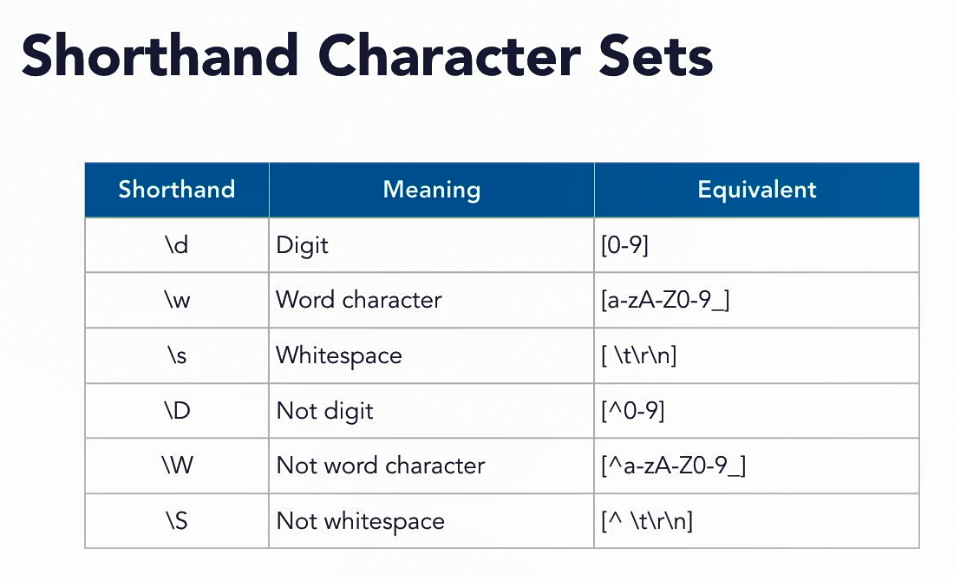 Shorthand Character Sets
Shorthand Meaning Equivalent
\d Digit [0-9]
\w Word character [a-zA-Z0-9_]
\s Whitespace [ \t\r\n]
\D Not digit [^0-9]
\W Not word character [^a-zA-Z0-9_]
\S Not whitespace [^ \t\r\n]